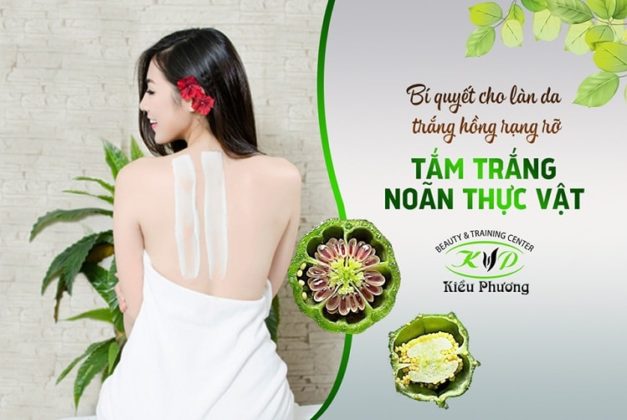 Bí quyết cho làn da
trắng hồng rạng rỡ
TẮM TRẮNG
NOÃN THỰC VẬT
BEAUTY & TRAINING CENTER
KP
Kiều Phương